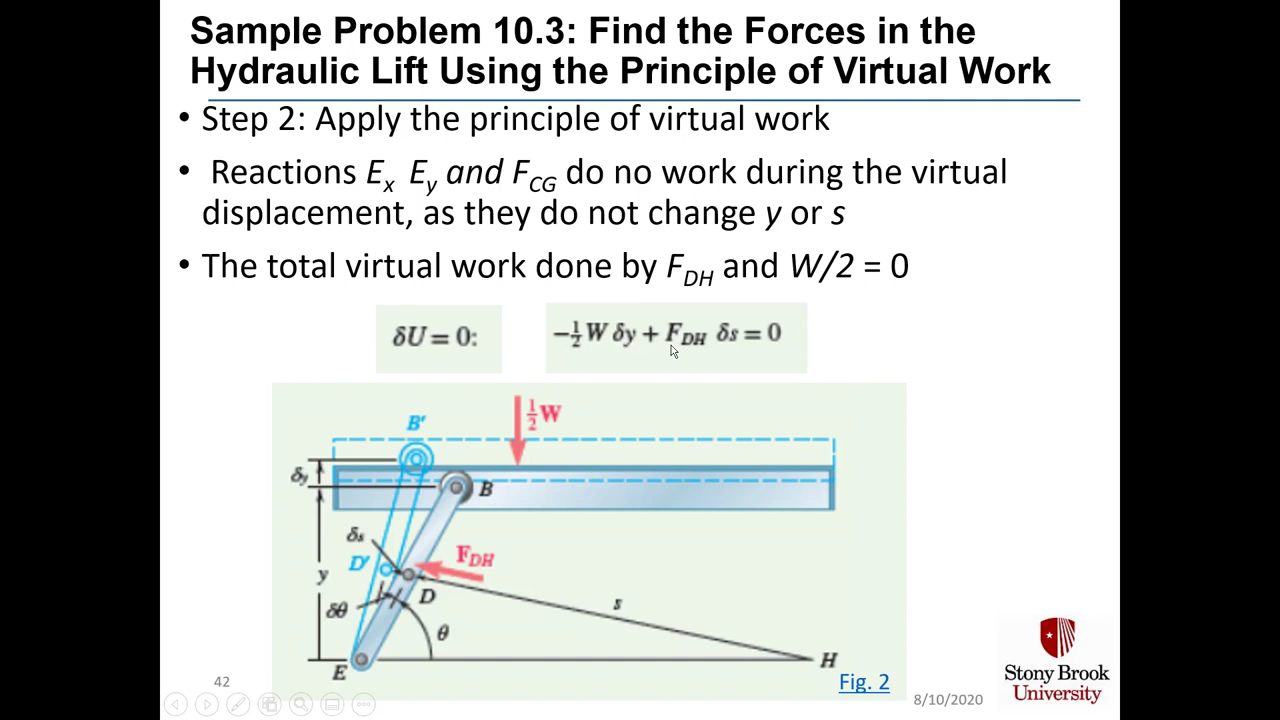 Sample Problem 10.3: Find the Forces in the
Hydraulic Lift Using the Principle of Virtual Work
• Step 2: Apply the principle of virtual work
• Reactions Ex Ey and FCG do no work during the virtual
displacement, as they do not change y or s
• The total virtual work done by FDH and W/2 = 0
δU = 0:
−½W δy + FDH δs = 0
½W
B′
δy
B
δs
FDH
D′
y
D
s
δθ
θ
E
H
Fig. 2
42
8/10/2020
Stony Brook
University